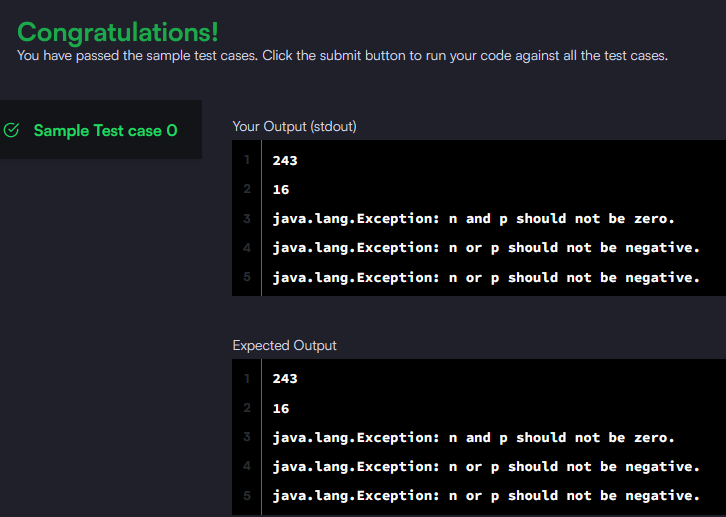 Congratulations!
You have passed the sample test cases. Click the submit button to run your code against all the test cases.
Sample Test case 0
Your Output (stdout)
1 243
2 16
3 java.lang.Exception: n and p should not be zero.
4 java.lang.Exception: n or p should not be negative.
5 java.lang.Exception: n or p should not be negative.
Expected Output
1 243
2 16
3 java.lang.Exception: n and p should not be zero.
4 java.lang.Exception: n or p should not be negative.
5 java.lang.Exception: n or p should not be negative.